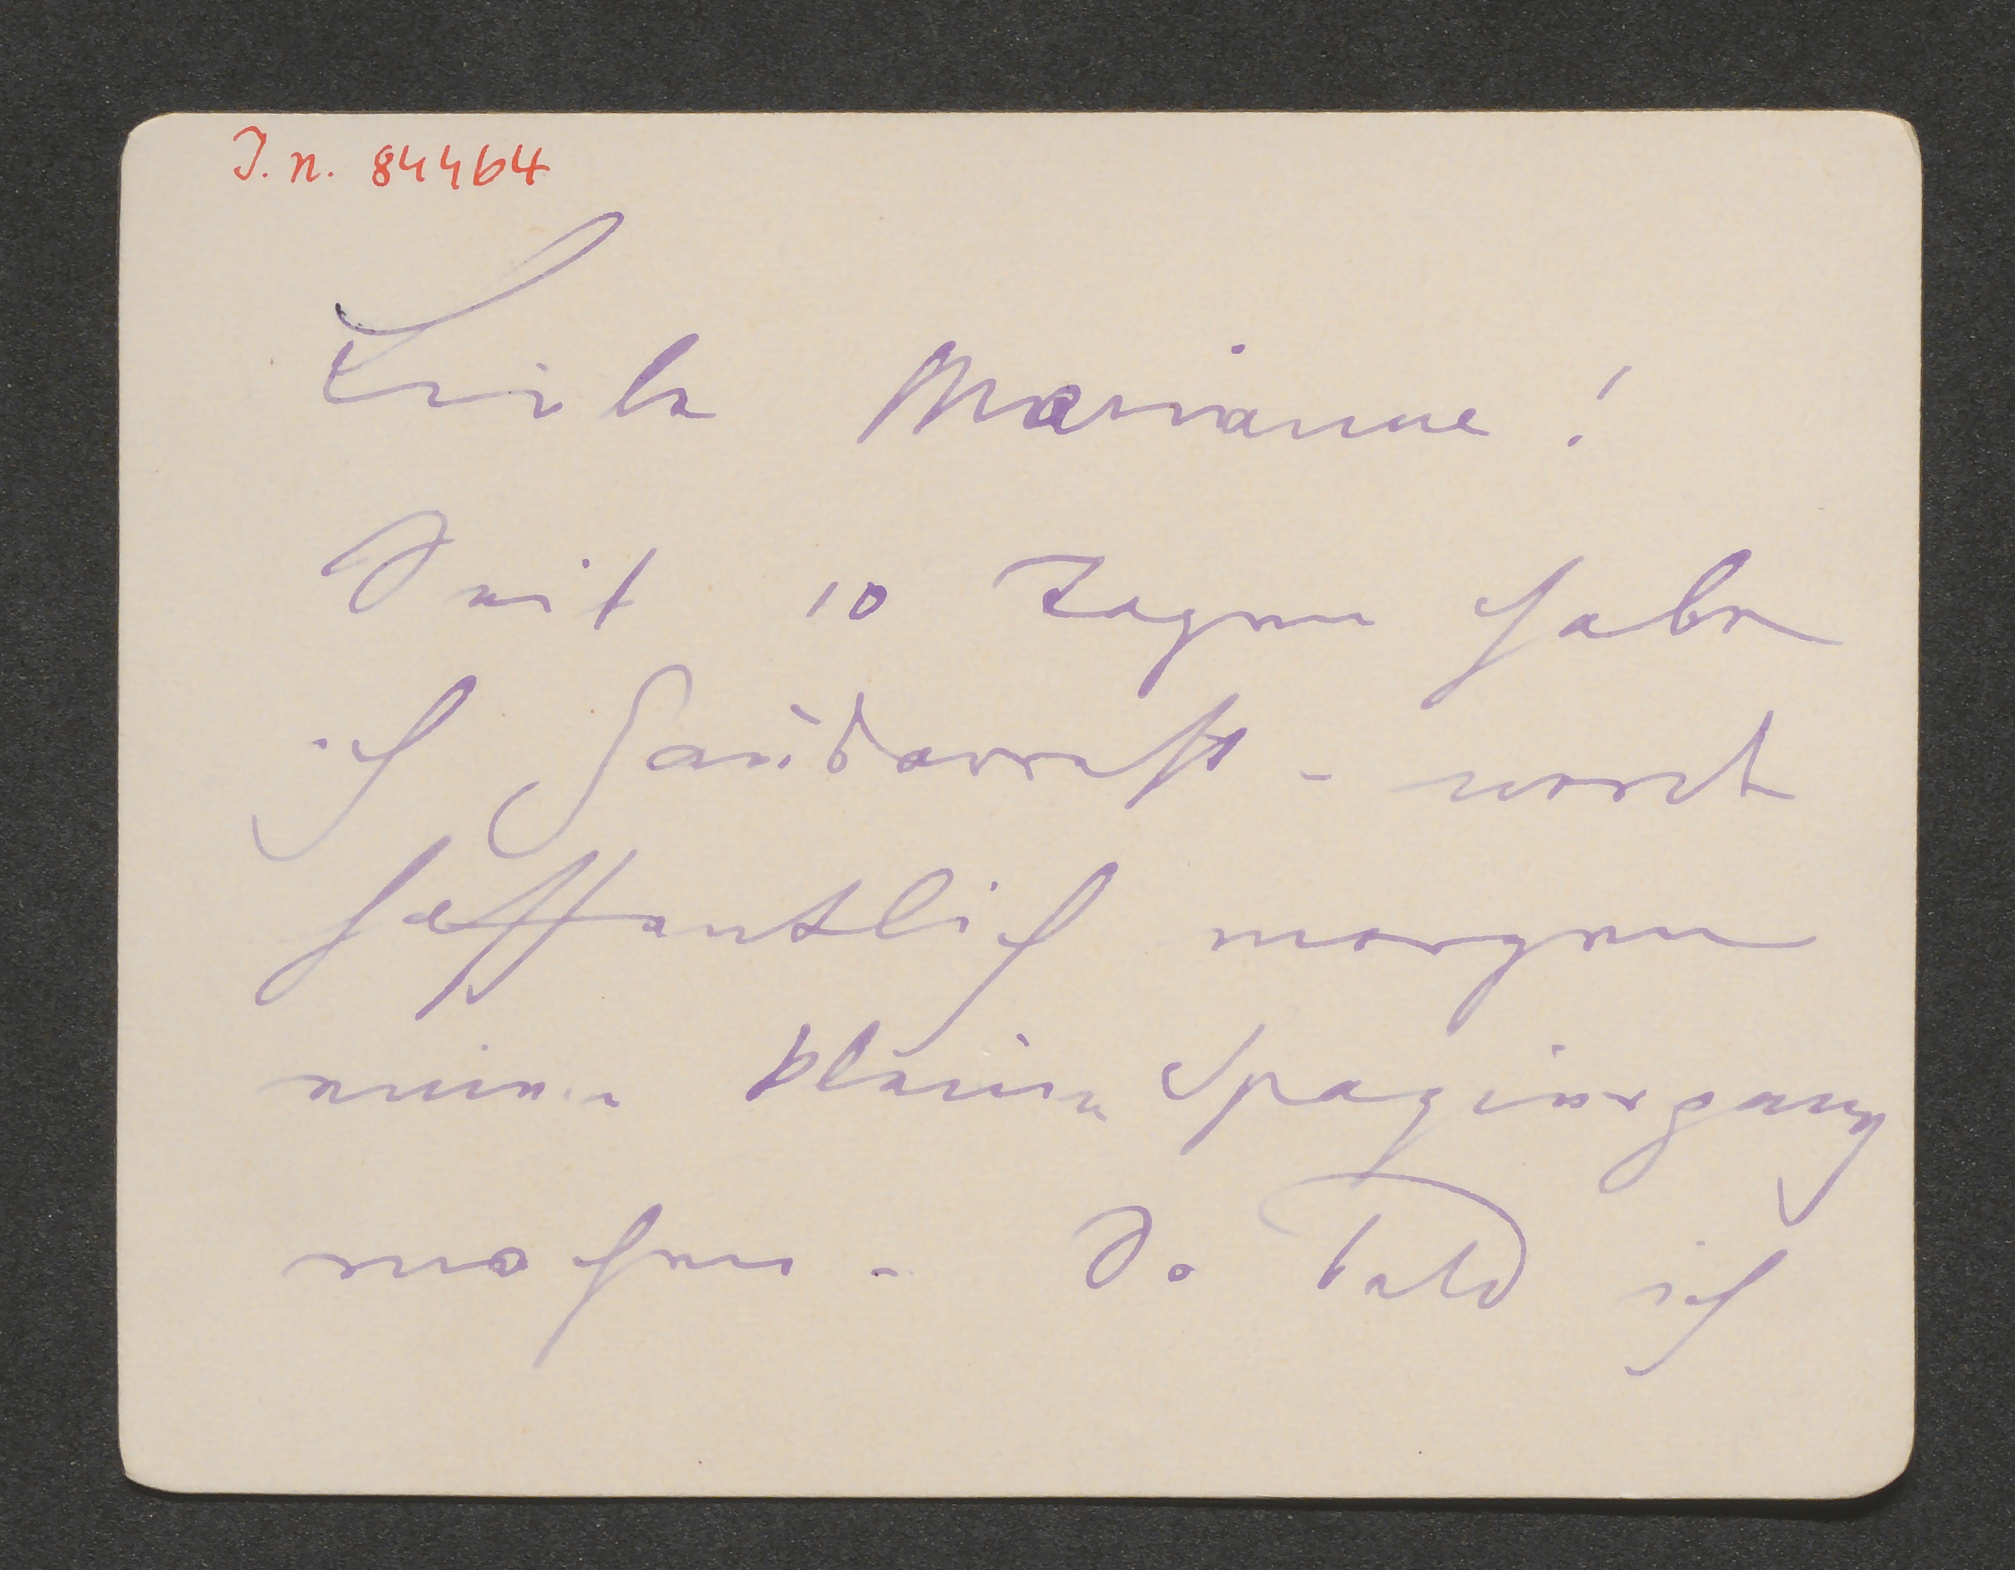 I. n. 84464
Liebe Marianne!
Seit 10 Tagen habe
ich Hausarrest - werde
hoffentlich morgen
einen kleinen Spaziergang
machen - So bald ich